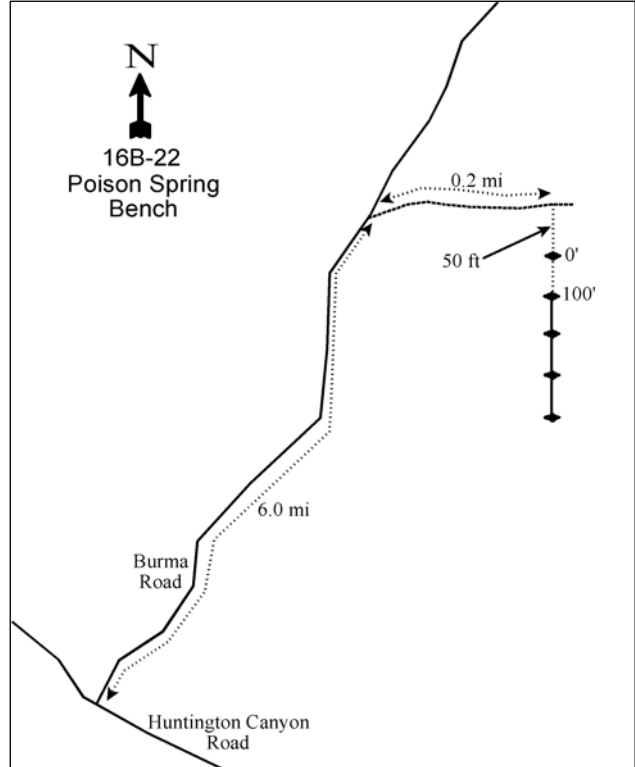 N
16B-22
Poison Spring
Bench
0.2 mi
50 ft
0'
100'
6.0 mi
Burma
Road
Huntington Canyon
Road